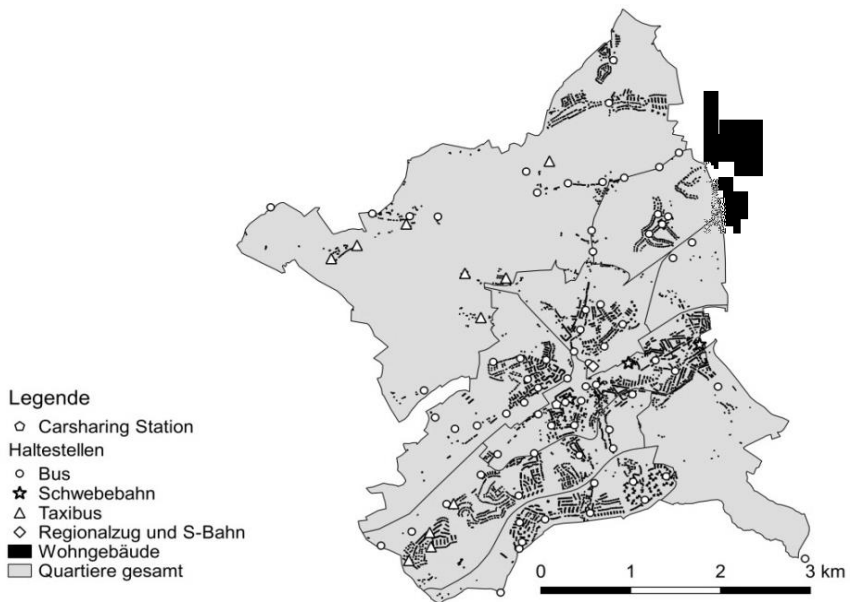 Legende
Carsharing Station
Haltestellen
Bus
Schwebebahn
Taxibus
Regionalzug und S-Bahn
Wohngebäude
Quartiere gesamt
0 1 2 3 km